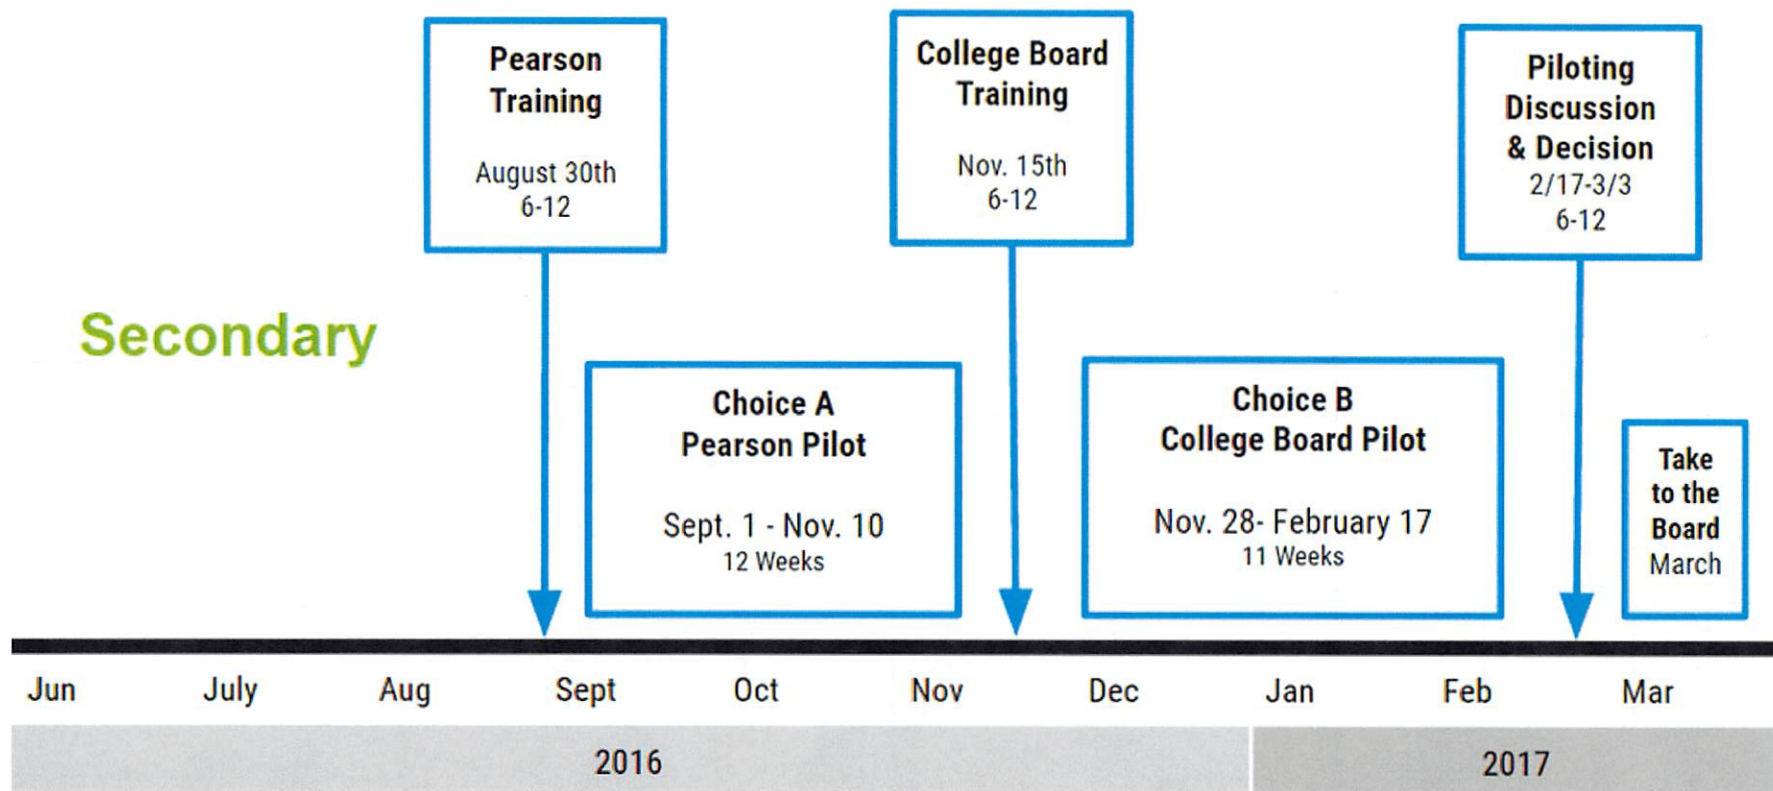 Pearson
Training
August 30th
6-12
College Board
Training
Nov. 15th
6-12
Piloting
Discussion
& Decision
2/17-3/3
6-12
Secondary
Choice A
Pearson Pilot
Sept. 1 - Nov. 10
12 Weeks
Choice B
College Board Pilot
Nov. 28- February 17
11 Weeks
Take
to the
Board
March
Jun July Aug Sept Oct Nov Dec Jan Feb Mar
2016 2017